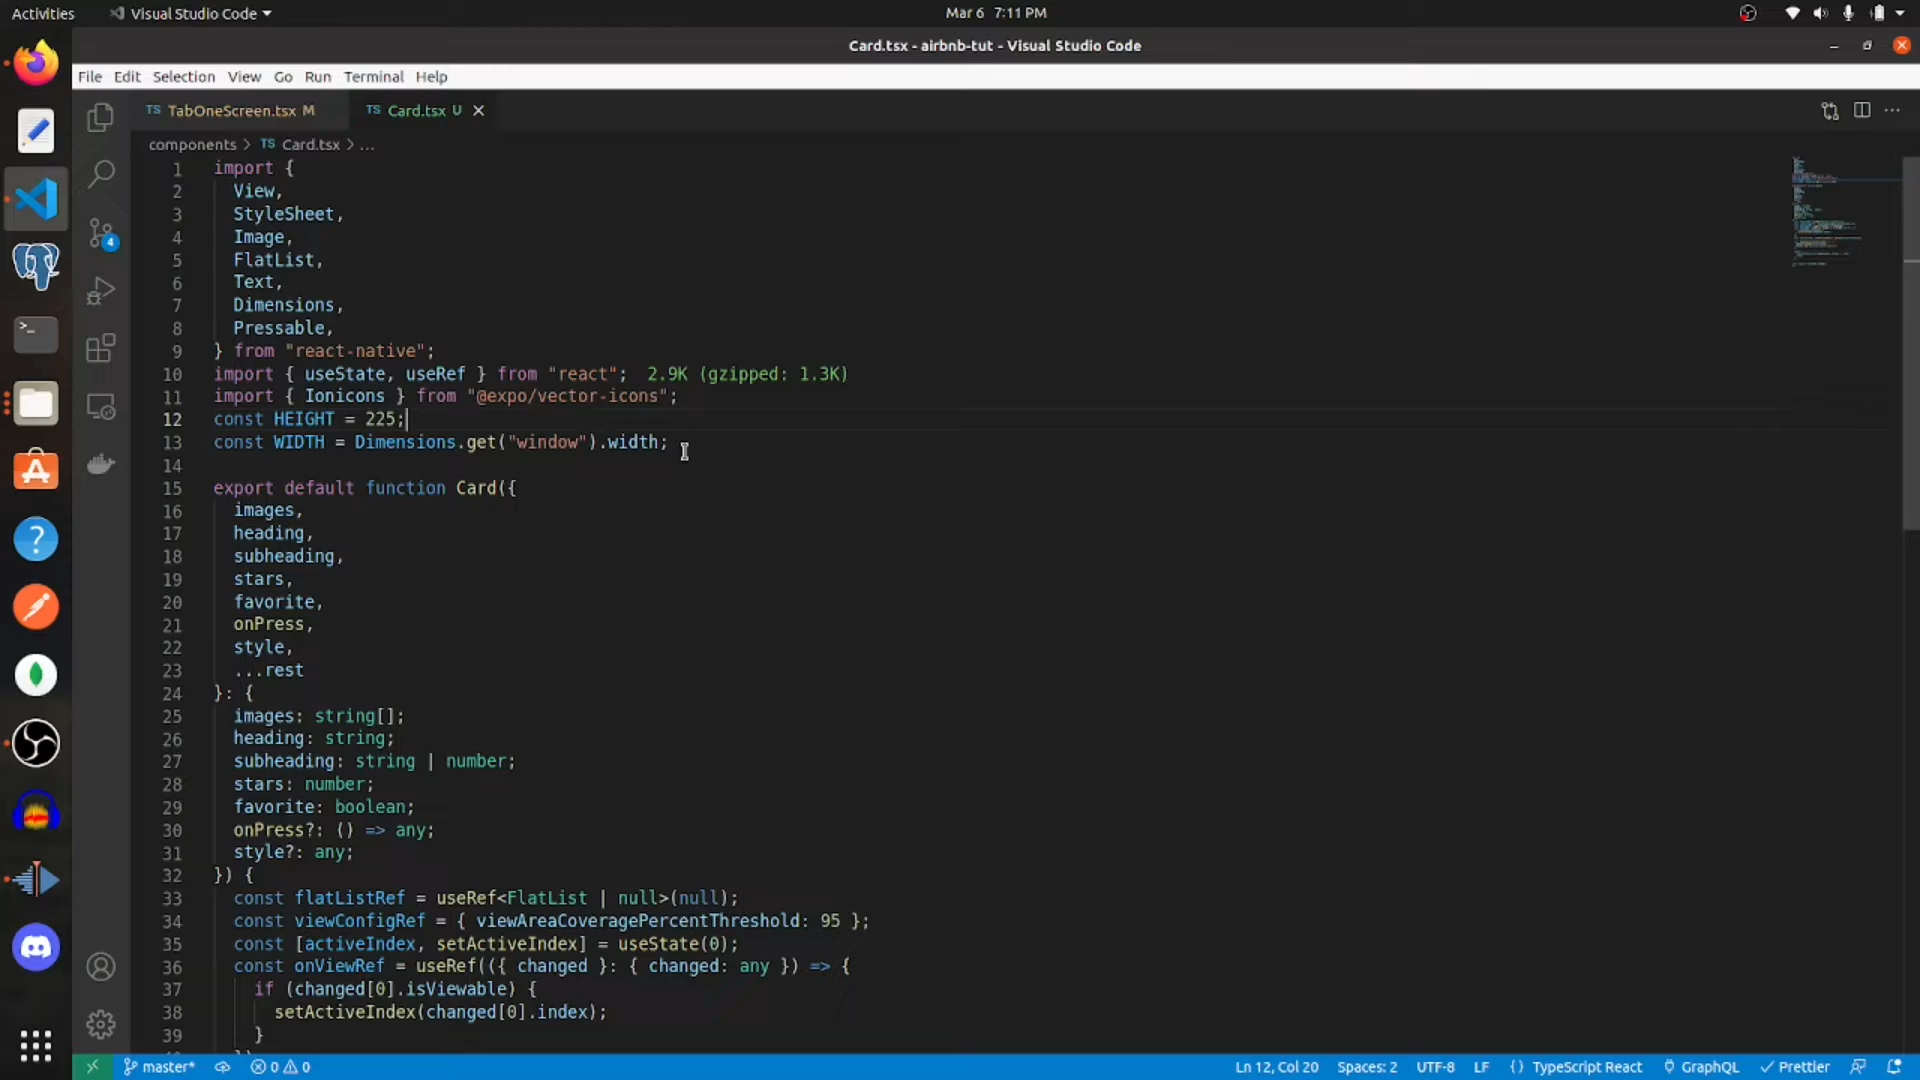 Activities
Visual Studio Code
Mar 6 7:11 PM
Card.tsx - airbnb-tut - Visual Studio Code
File Edit Selection View Go Run Terminal Help
TS TabOneScreen.tsx M
TS Card.tsx U
components > TS Card.tsx > ...
1 import {
2 View,
3 StyleSheet,
4 Image,
5 FlatList,
6 Text,
7 Dimensions,
8 Pressable,
9 } from "react-native";
10 import { useState, useRef } from "react"; 2.9K (gzipped: 1.3K)
11 import { Ionicons } from "@expo/vector-icons";
12 const HEIGHT = 225;
13 const WIDTH = Dimensions.get("window").width;
14
15 export default function Card({
16 images,
17 heading,
18 subheading,
19 stars,
20 favorite,
21 onPress,
22 style,
23 ...rest
24 }: {
25 images: string[];
26 heading: string;
27 subheading: string | number;
28 stars: number;
29 favorite: boolean;
30 onPress?: () => any;
31 style?: any;
32 }) {
33 const flatListRef = useRef<FlatList | null>(null);
34 const viewConfigRef = { viewAreaCoveragePercentThreshold: 95 };
35 const [activeIndex, setActiveIndex] = useState(0);
36 const onViewRef = useRef(({ changed }: { changed: any }) => {
37 if (changed[0].isViewable) {
38 setActiveIndex(changed[0].index);
39 }
4
master* 0 0
Ln 12, Col 20 Spaces: 2 UTF-8 LF {} TypeScript React GraphQL Prettier